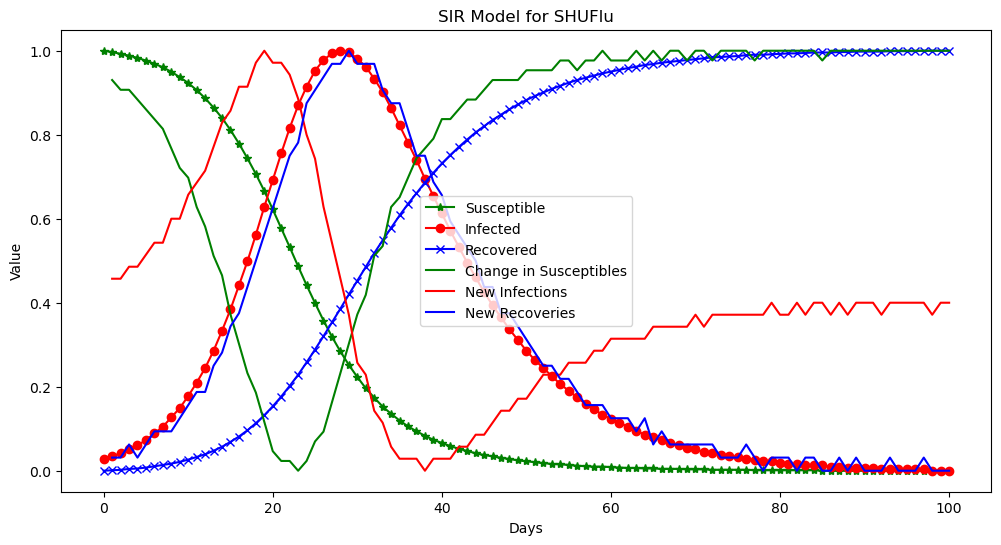 SIR Model for SHUFlu
1.0
0.8
0.6
0.4
0.2
0.0
Value
Susceptible
Infected
Recovered
Change in Susceptibles
New Infections
New Recoveries
0 20 40 60 80 100
Days